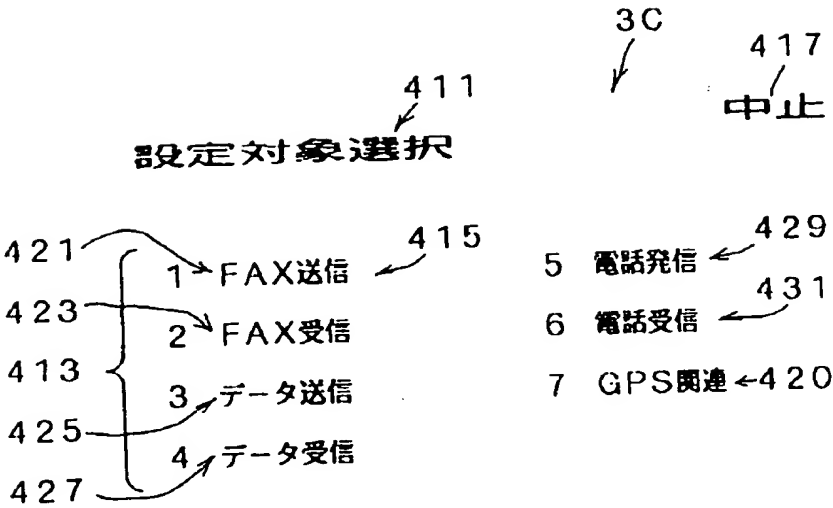 3C
417
中止
411
設定対象選択
421
1 FAX送信
415
423
2 FAX受信
413
3 データ送信
425
4 データ受信
427
5 電話発信
429
6 電話受信
431
7 GPS関連
420